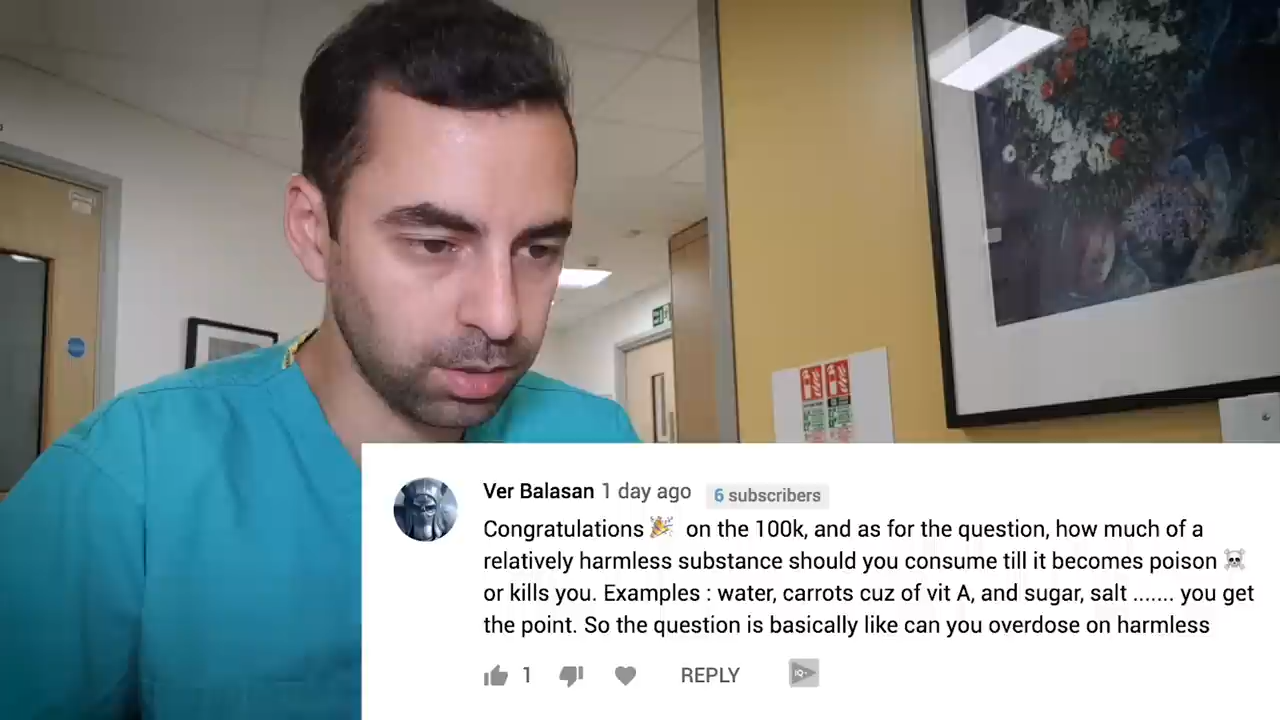 Ver Balasan 1 day ago 6 subscribers
Congratulations 🎉 on the 100k, and as for the question, how much of a
relatively harmless substance should you consume till it becomes poison ☠
or kills you. Examples : water, carrots cuz of vit A, and sugar, salt ....... you get
the point. So the question is basically like can you overdose on harmless
1 REPLY